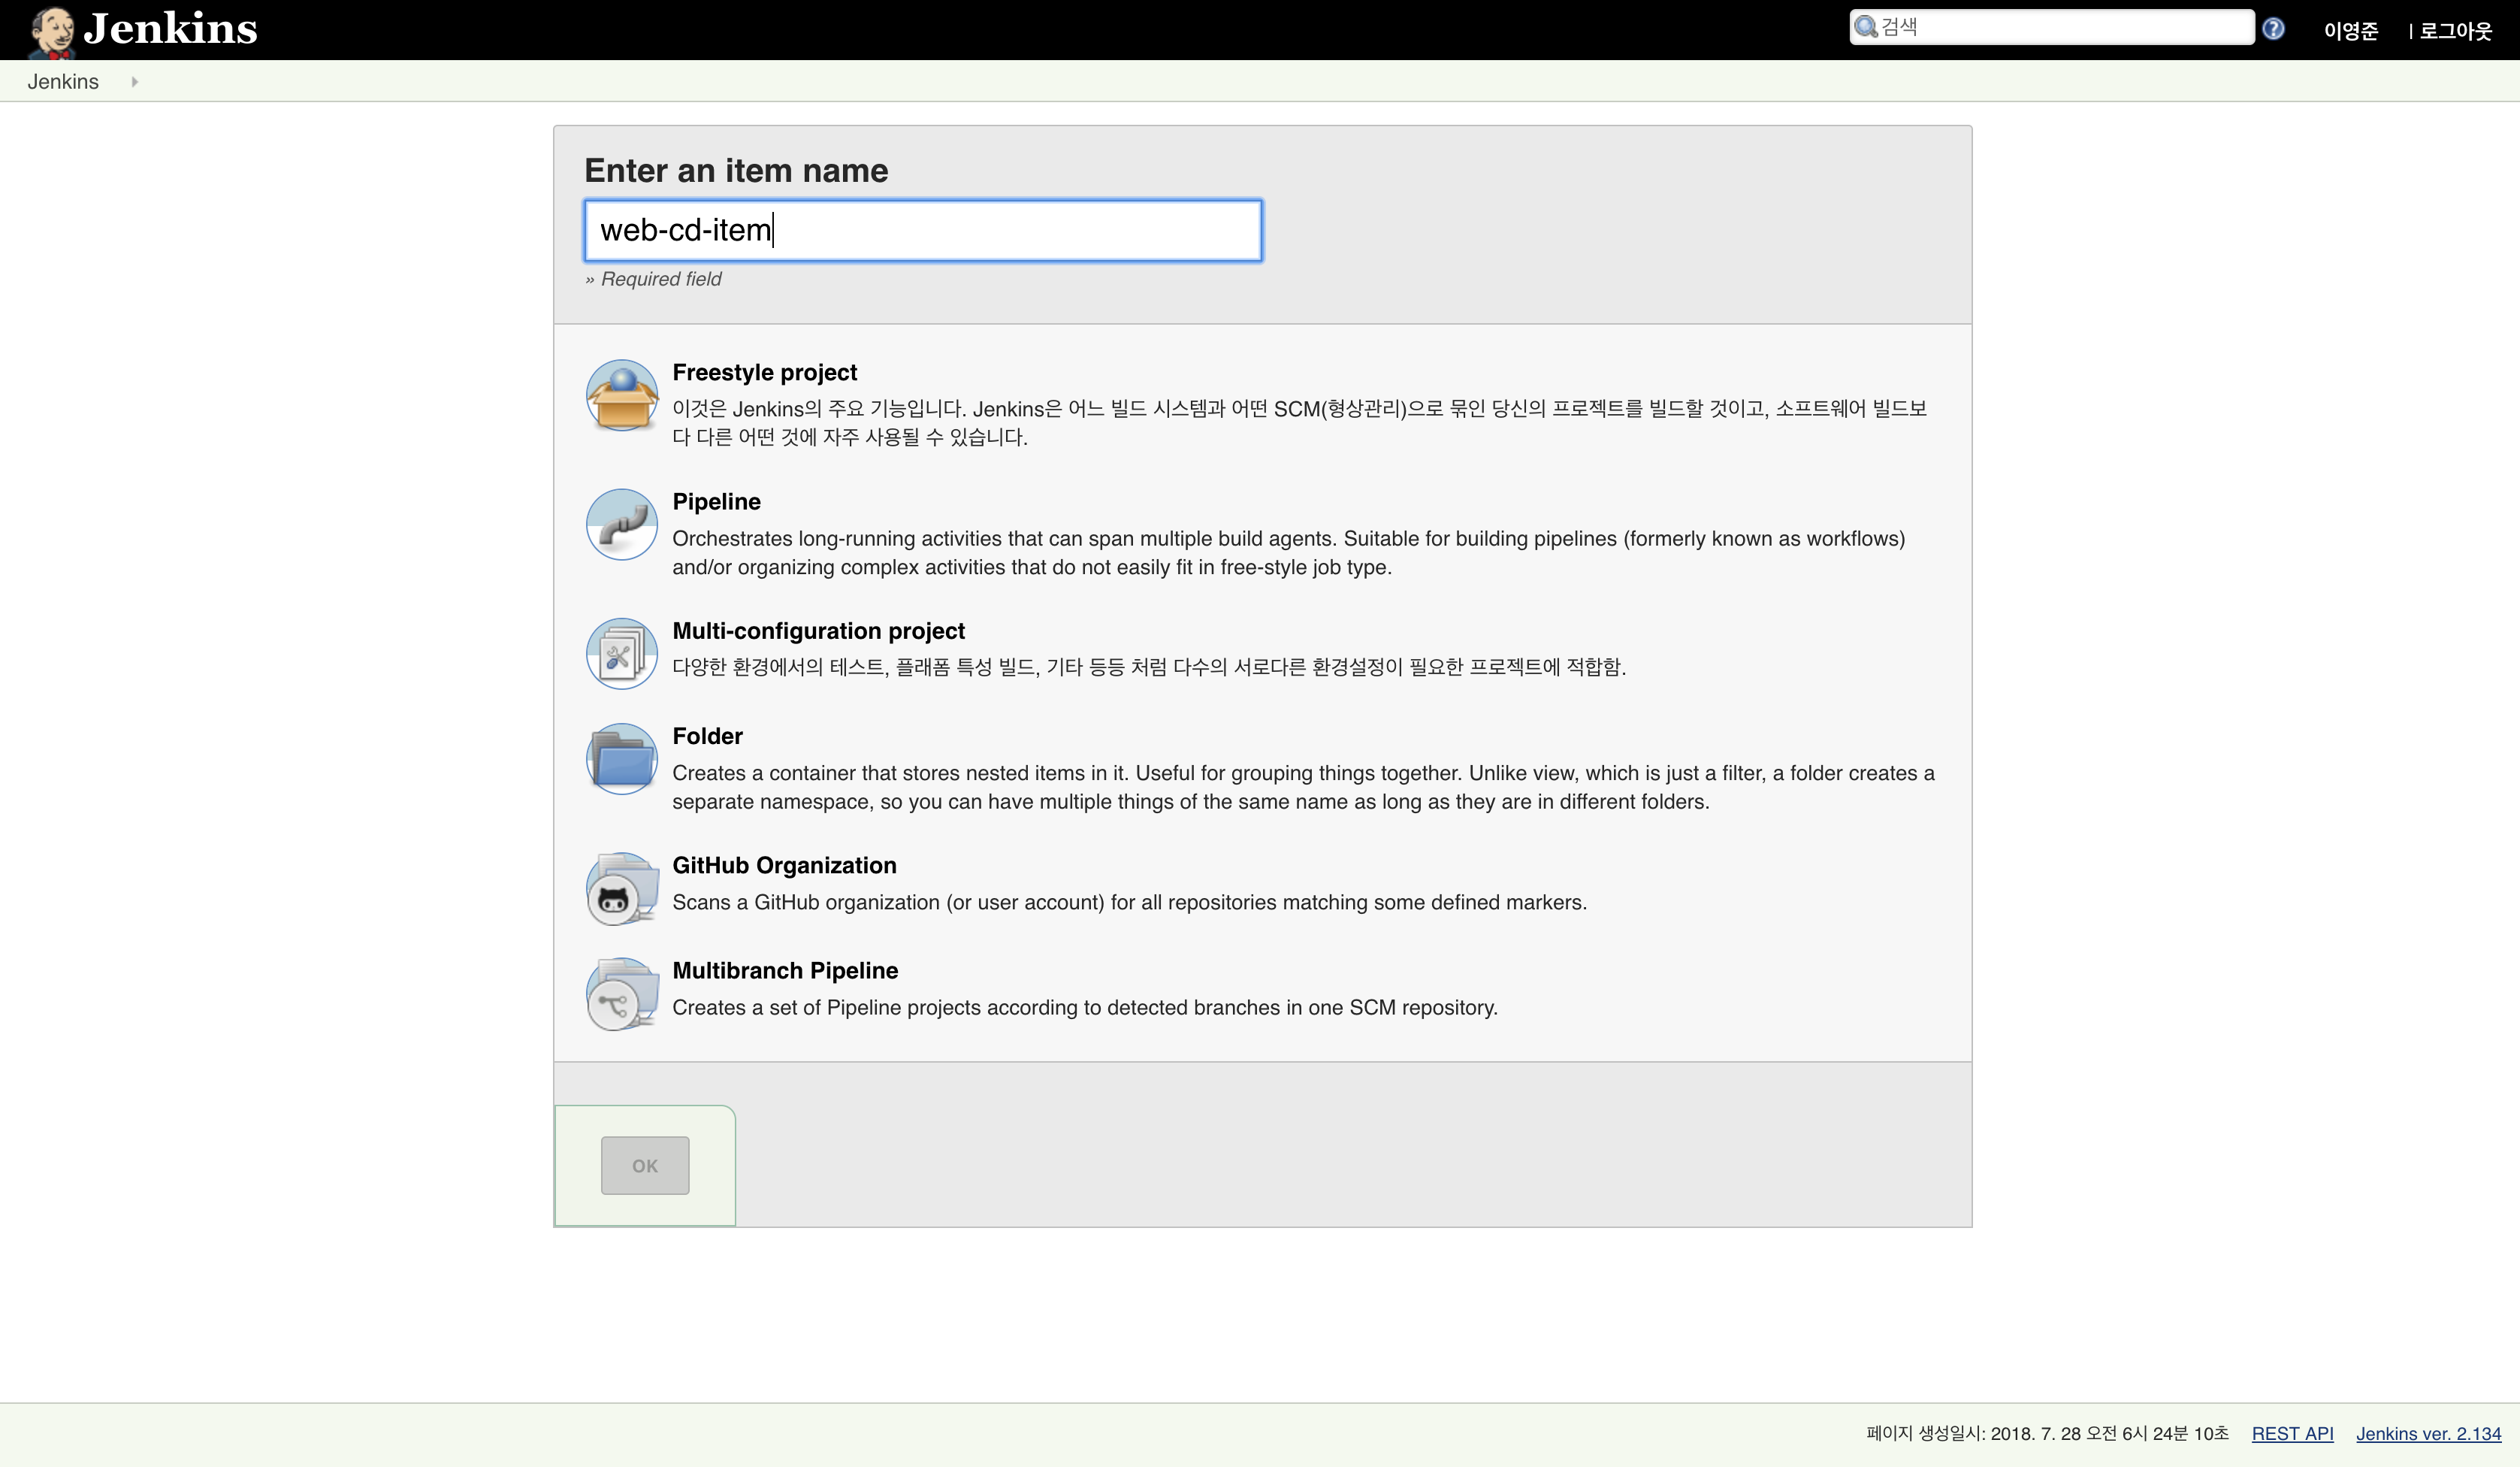 Jenkins
검색
이영준
| 로그아웃
Jenkins
Enter an item name
web-cd-item
» Required field
Freestyle project
이것은 Jenkins의 주요 기능입니다. Jenkins은 어느 빌드 시스템과 어떤 SCM(형상관리)으로 묶인 당신의 프로젝트를 빌드할 것이고, 소프트웨어 빌드보
다 다른 어떤 것에 자주 사용될 수 있습니다.
Pipeline
Orchestrates long-running activities that can span multiple build agents. Suitable for building pipelines (formerly known as workflows)
and/or organizing complex activities that do not easily fit in free-style job type.
Multi-configuration project
다양한 환경에서의 테스트, 플래폼 특성 빌드, 기타 등등 처럼 다수의 서로다른 환경설정이 필요한 프로젝트에 적합함.
Folder
Creates a container that stores nested items in it. Useful for grouping things together. Unlike view, which is just a filter, a folder creates a
separate namespace, so you can have multiple things of the same name as long as they are in different folders.
GitHub Organization
Scans a GitHub organization (or user account) for all repositories matching some defined markers.
Multibranch Pipeline
Creates a set of Pipeline projects according to detected branches in one SCM repository.
OK
페이지 생성일시: 2018. 7. 28 오전 6시 24분 10초 REST API Jenkins ver. 2.134